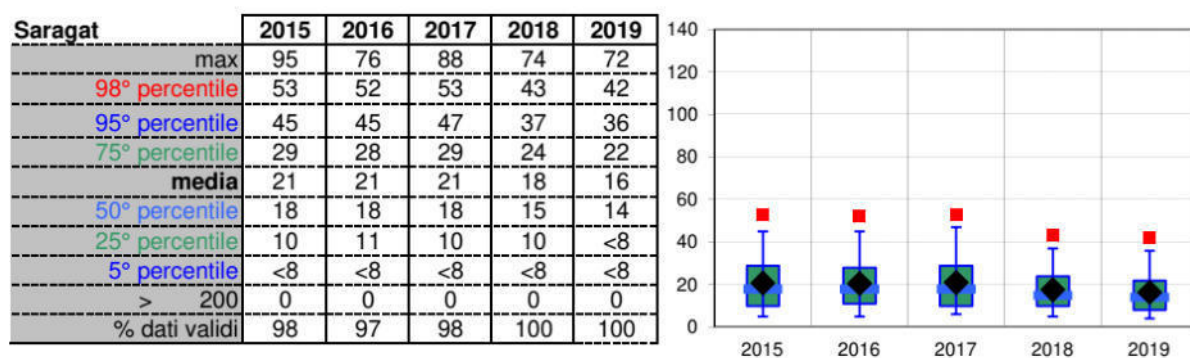 Saragat 2015 2016 2017 2018 2019
max 95 76 88 74 72
98° percentile 53 52 53 43 42
95° percentile 45 45 47 37 36
75° percentile 29 28 29 24 22
media 21 21 21 18 16
50° percentile 18 18 18 15 14
25° percentile 10 11 10 10 <8
5° percentile <8 <8 <8 <8 <8
> 200 0 0 0 0 0
% dati validi 98 97 98 100 100
140
120
100
80
60
40
20
0
2015 2016 2017 2018 2019